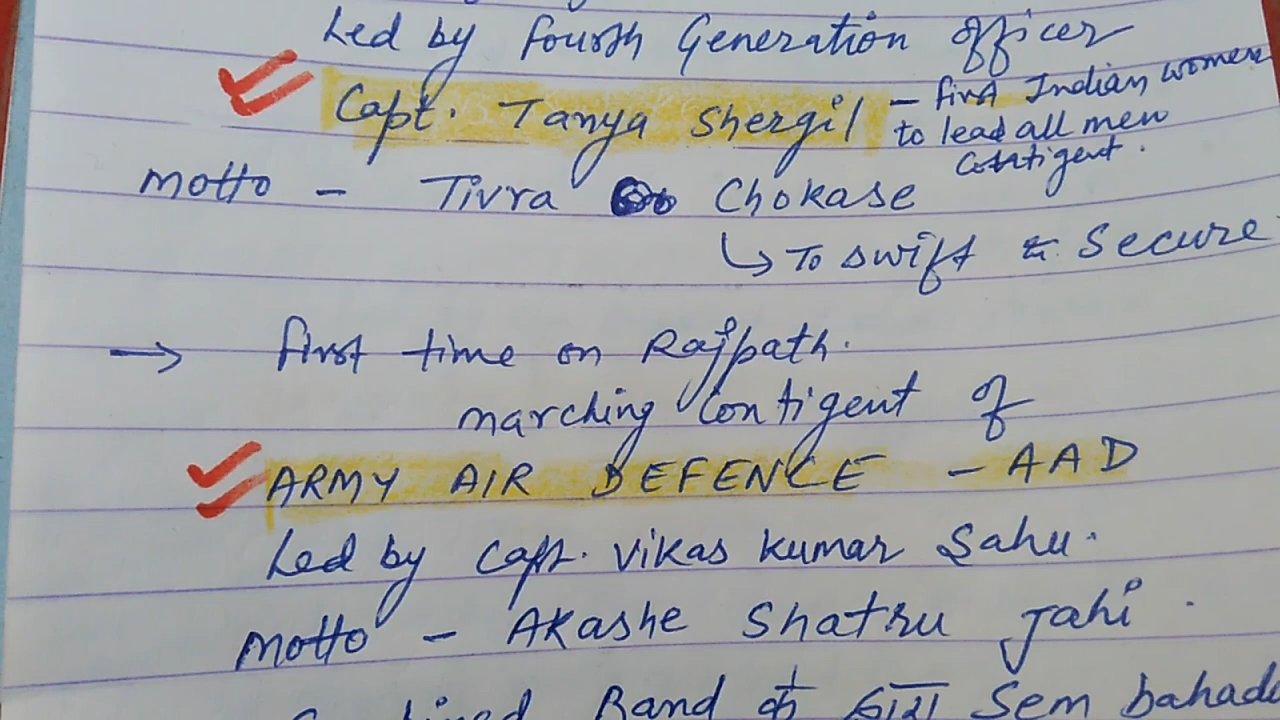 Led by Fourth Generation Officer
Capt. Tanya Shergil - first Indian women
to lead all men
Contigent.
Motto - Tivra Chokase
↳ To swift & Secure
→ first time on Rajpath.
marching Contigent of
ARMY AIR DEFENCE - AAD
Led by Capt. Vikas Kumar Sahu.
Motto - Akashe Shatru Jahi.
Band का Sem bahad